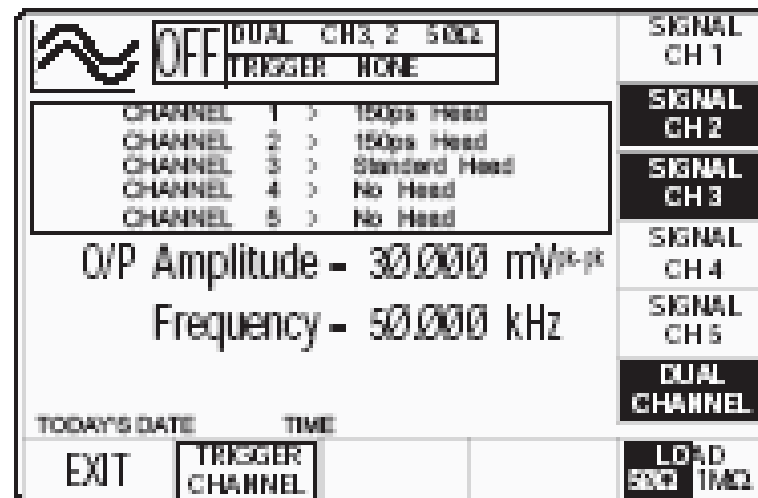 OFF
DUAL CH3, 2 50Ω
TRIGGER NONE
CHANNEL 1 > 150ps Head
CHANNEL 2 > 150ps Head
CHANNEL 3 > Standard Head
CHANNEL 4 > No Head
CHANNEL 5 > No Head
O/P Amplitude - 30.000 mVpk-pk
Frequency - 50.000 kHz
TODAY'S DATE TIME
SIGNAL
CH 1
SIGNAL
CH 2
SIGNAL
CH 3
SIGNAL
CH 4
SIGNAL
CH 5
DUAL
CHANNEL
EXIT
TRIGGER
CHANNEL
LOAD
50Ω 1MΩ